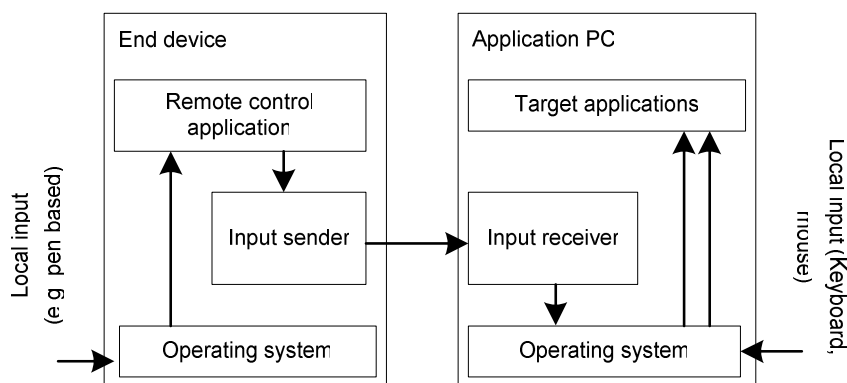 End device
Application PC
Remote control
application
Target applications
Input sender
Input receiver
Operating system
Operating system
Local input
(e g pen based)
Local input (Keyboard,
mouse)